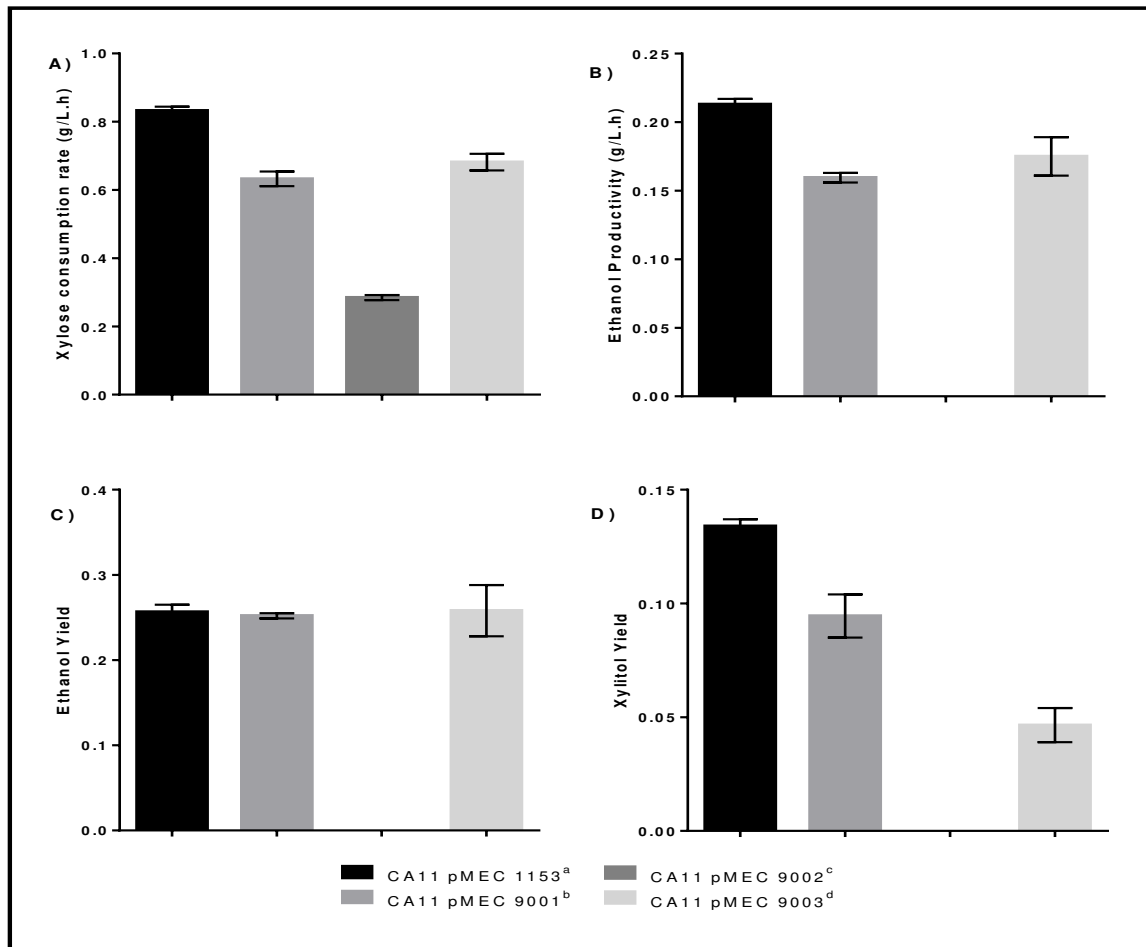 A)
Xylose consumption rate (g/L.h)
1.0
0.8
0.6
0.4
0.2
0.0
B)
Ethanol Productivity (g/L.h)
0.25
0.20
0.15
0.10
0.05
0.00
C)
Ethanol Yield
0.4
0.3
0.2
0.1
0.0
D)
Xylitol Yield
0.15
0.10
0.05
0.00
CA11 pMEC 1153a
CA11 pMEC 9001b
CA11 pMEC 9002c
CA11 pMEC 9003d